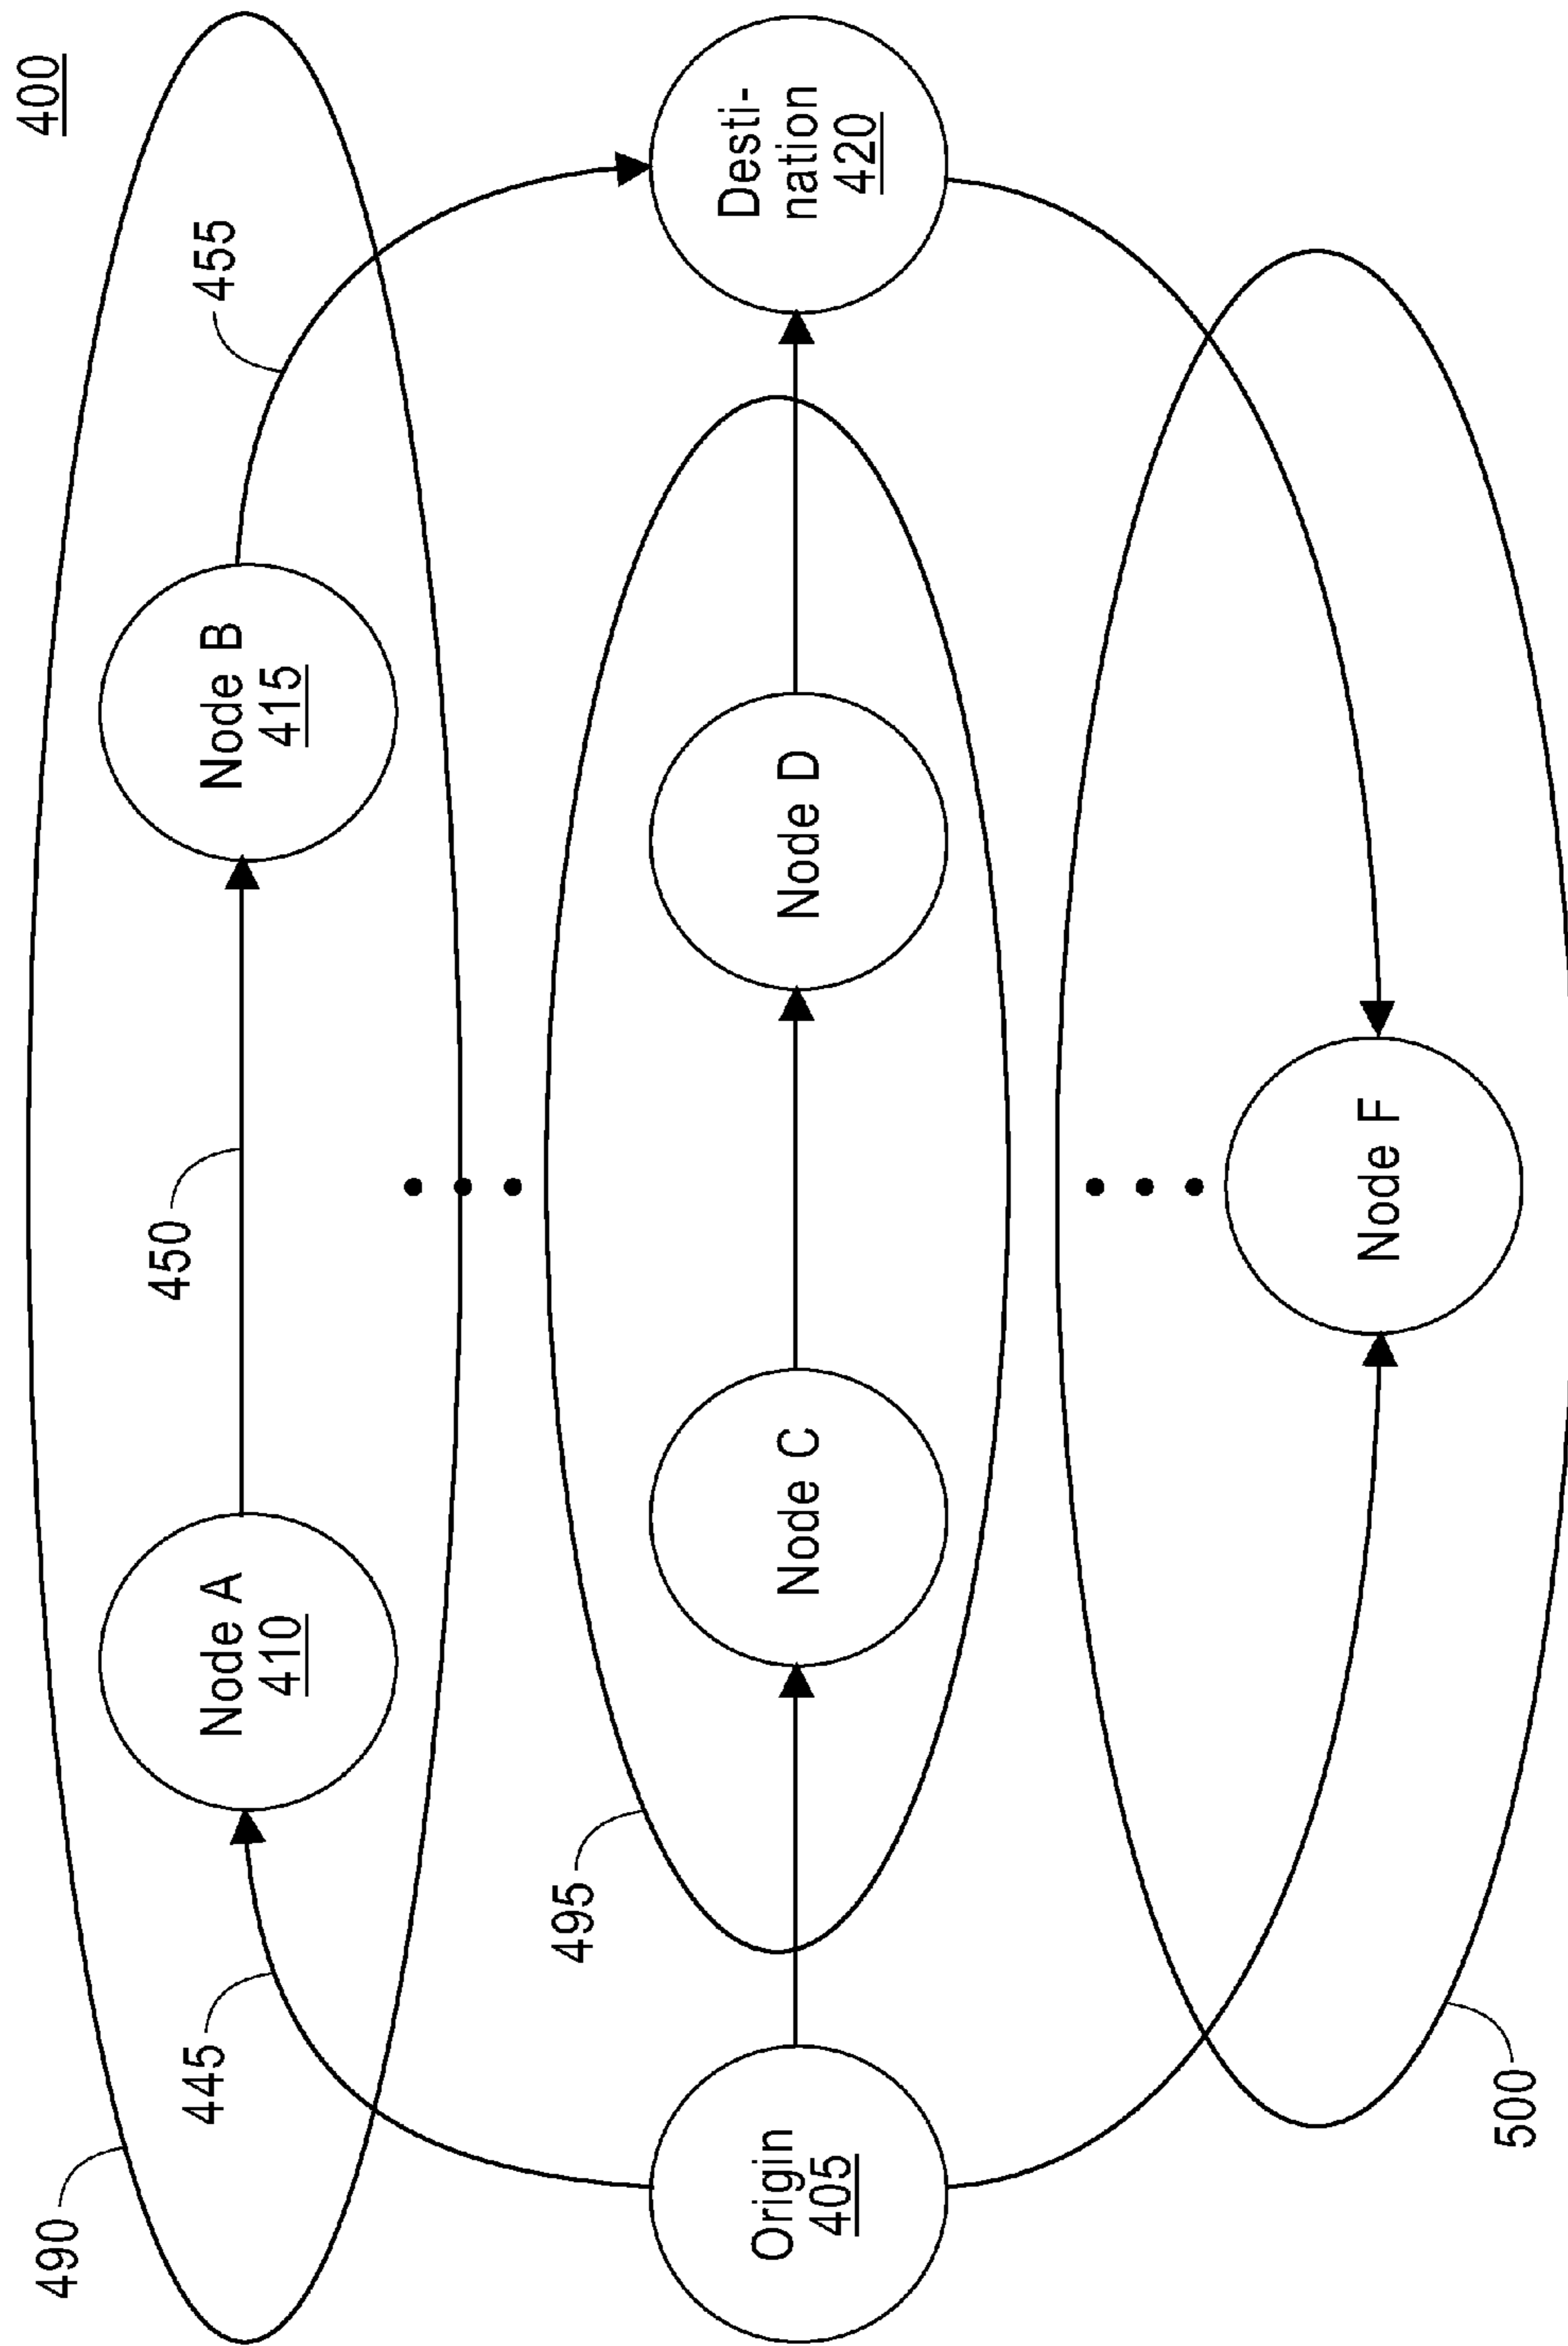 400
490
445
450
455
Node A
410
Node B
415
495
Origin
405
Node C
Node D
Desti-
nation
420
Node F
500